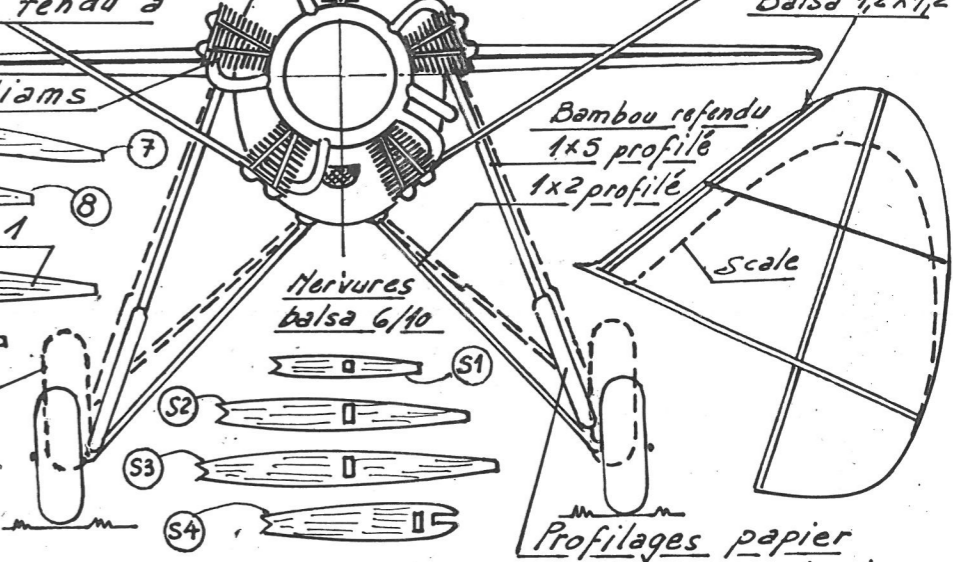 fendu à
Balsa 1,2x1,2
liams
Bambou refendu
1x5 profilé
1x2 profilé
7
8
1
Scale
Nervures
balsa 6/10
S1
S2
S3
S4
Profilages papier